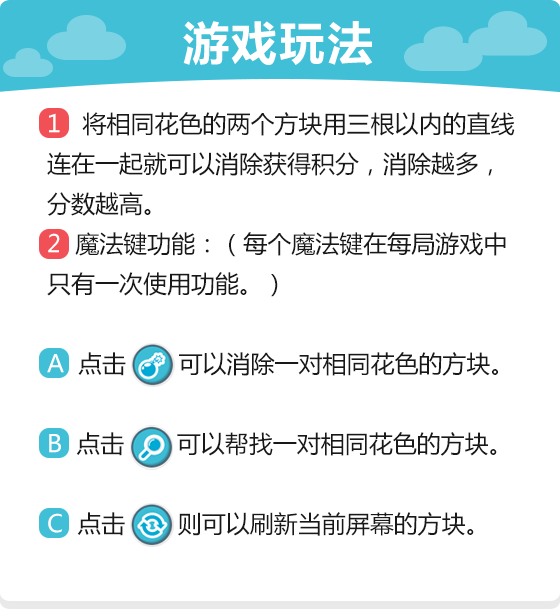 游戏玩法
1 将相同花色的两个方块用三根以内的直线
连在一起就可以消除获得积分，消除越多，
分数越高。
2 魔法键功能：（每个魔法键在每局游戏中
只有一次使用功能。）
A 点击 可以消除一对相同花色的方块。
B 点击 可以帮找一对相同花色的方块。
C 点击 则可以刷新当前屏幕的方块。